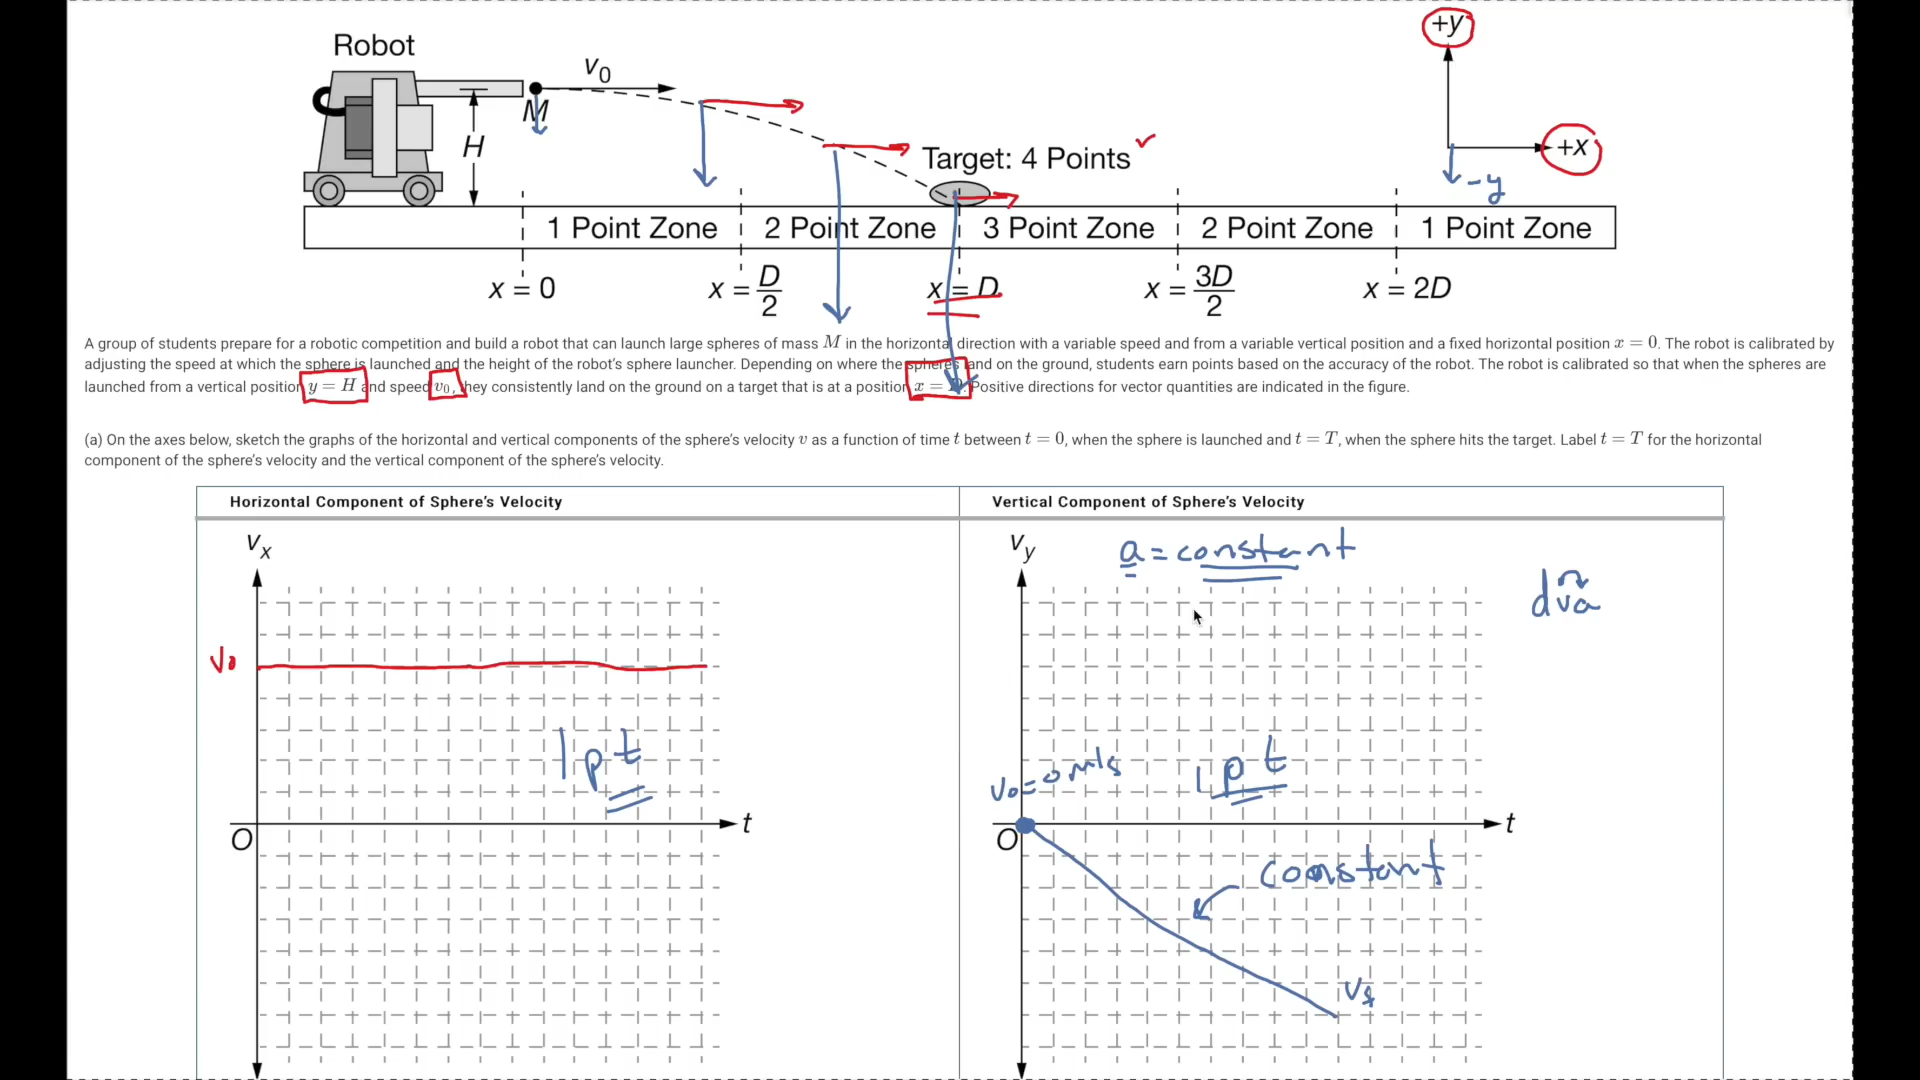 +y
Robot
v0
M
H
Target: 4 Points
+x
-y
1 Point Zone 2 Point Zone 3 Point Zone 2 Point Zone 1 Point Zone
x = 0 x = D/2 x = D x = 3D/2 x = 2D
A group of students prepare for a robotic competition and build a robot that can launch large spheres of mass M in the horizontal direction with a variable speed and from a variable vertical position and a fixed horizontal position x = 0. The robot is calibrated by
adjusting the speed at which the sphere is launched and the height of the robot's sphere launcher. Depending on where the spheres land on the ground, students earn points based on the accuracy of the robot. The robot is calibrated so that when the spheres are
launched from a vertical position y = H and speed v0, they consistently land on the ground on a target that is at a position x = D. Positive directions for vector quantities are indicated in the figure.
(a) On the axes below, sketch the graphs of the horizontal and vertical components of the sphere's velocity v as a function of time t between t = 0, when the sphere is launched and t = T, when the sphere hits the target. Label t = T for the horizontal
component of the sphere's velocity and the vertical component of the sphere's velocity.
Horizontal Component of Sphere's Velocity
Vertical Component of Sphere's Velocity
vx
vy
a = constant
dva
v0
1pt
v0=0 m/s
1pt
O
t
O
t
constant
vf